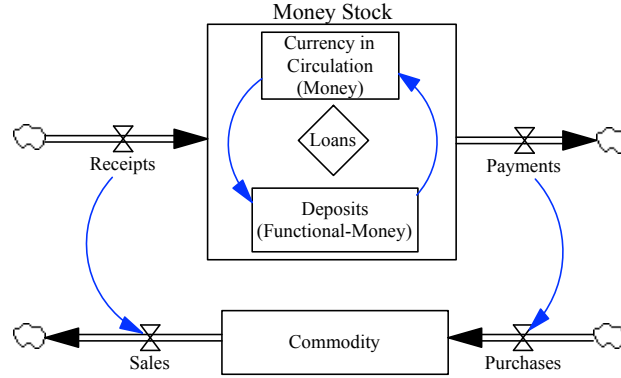 Money Stock
Currency in
Circulation
(Money)
Loans
Receipts
Payments
Deposits
(Functional-Money)
Commodity
Sales
Purchases